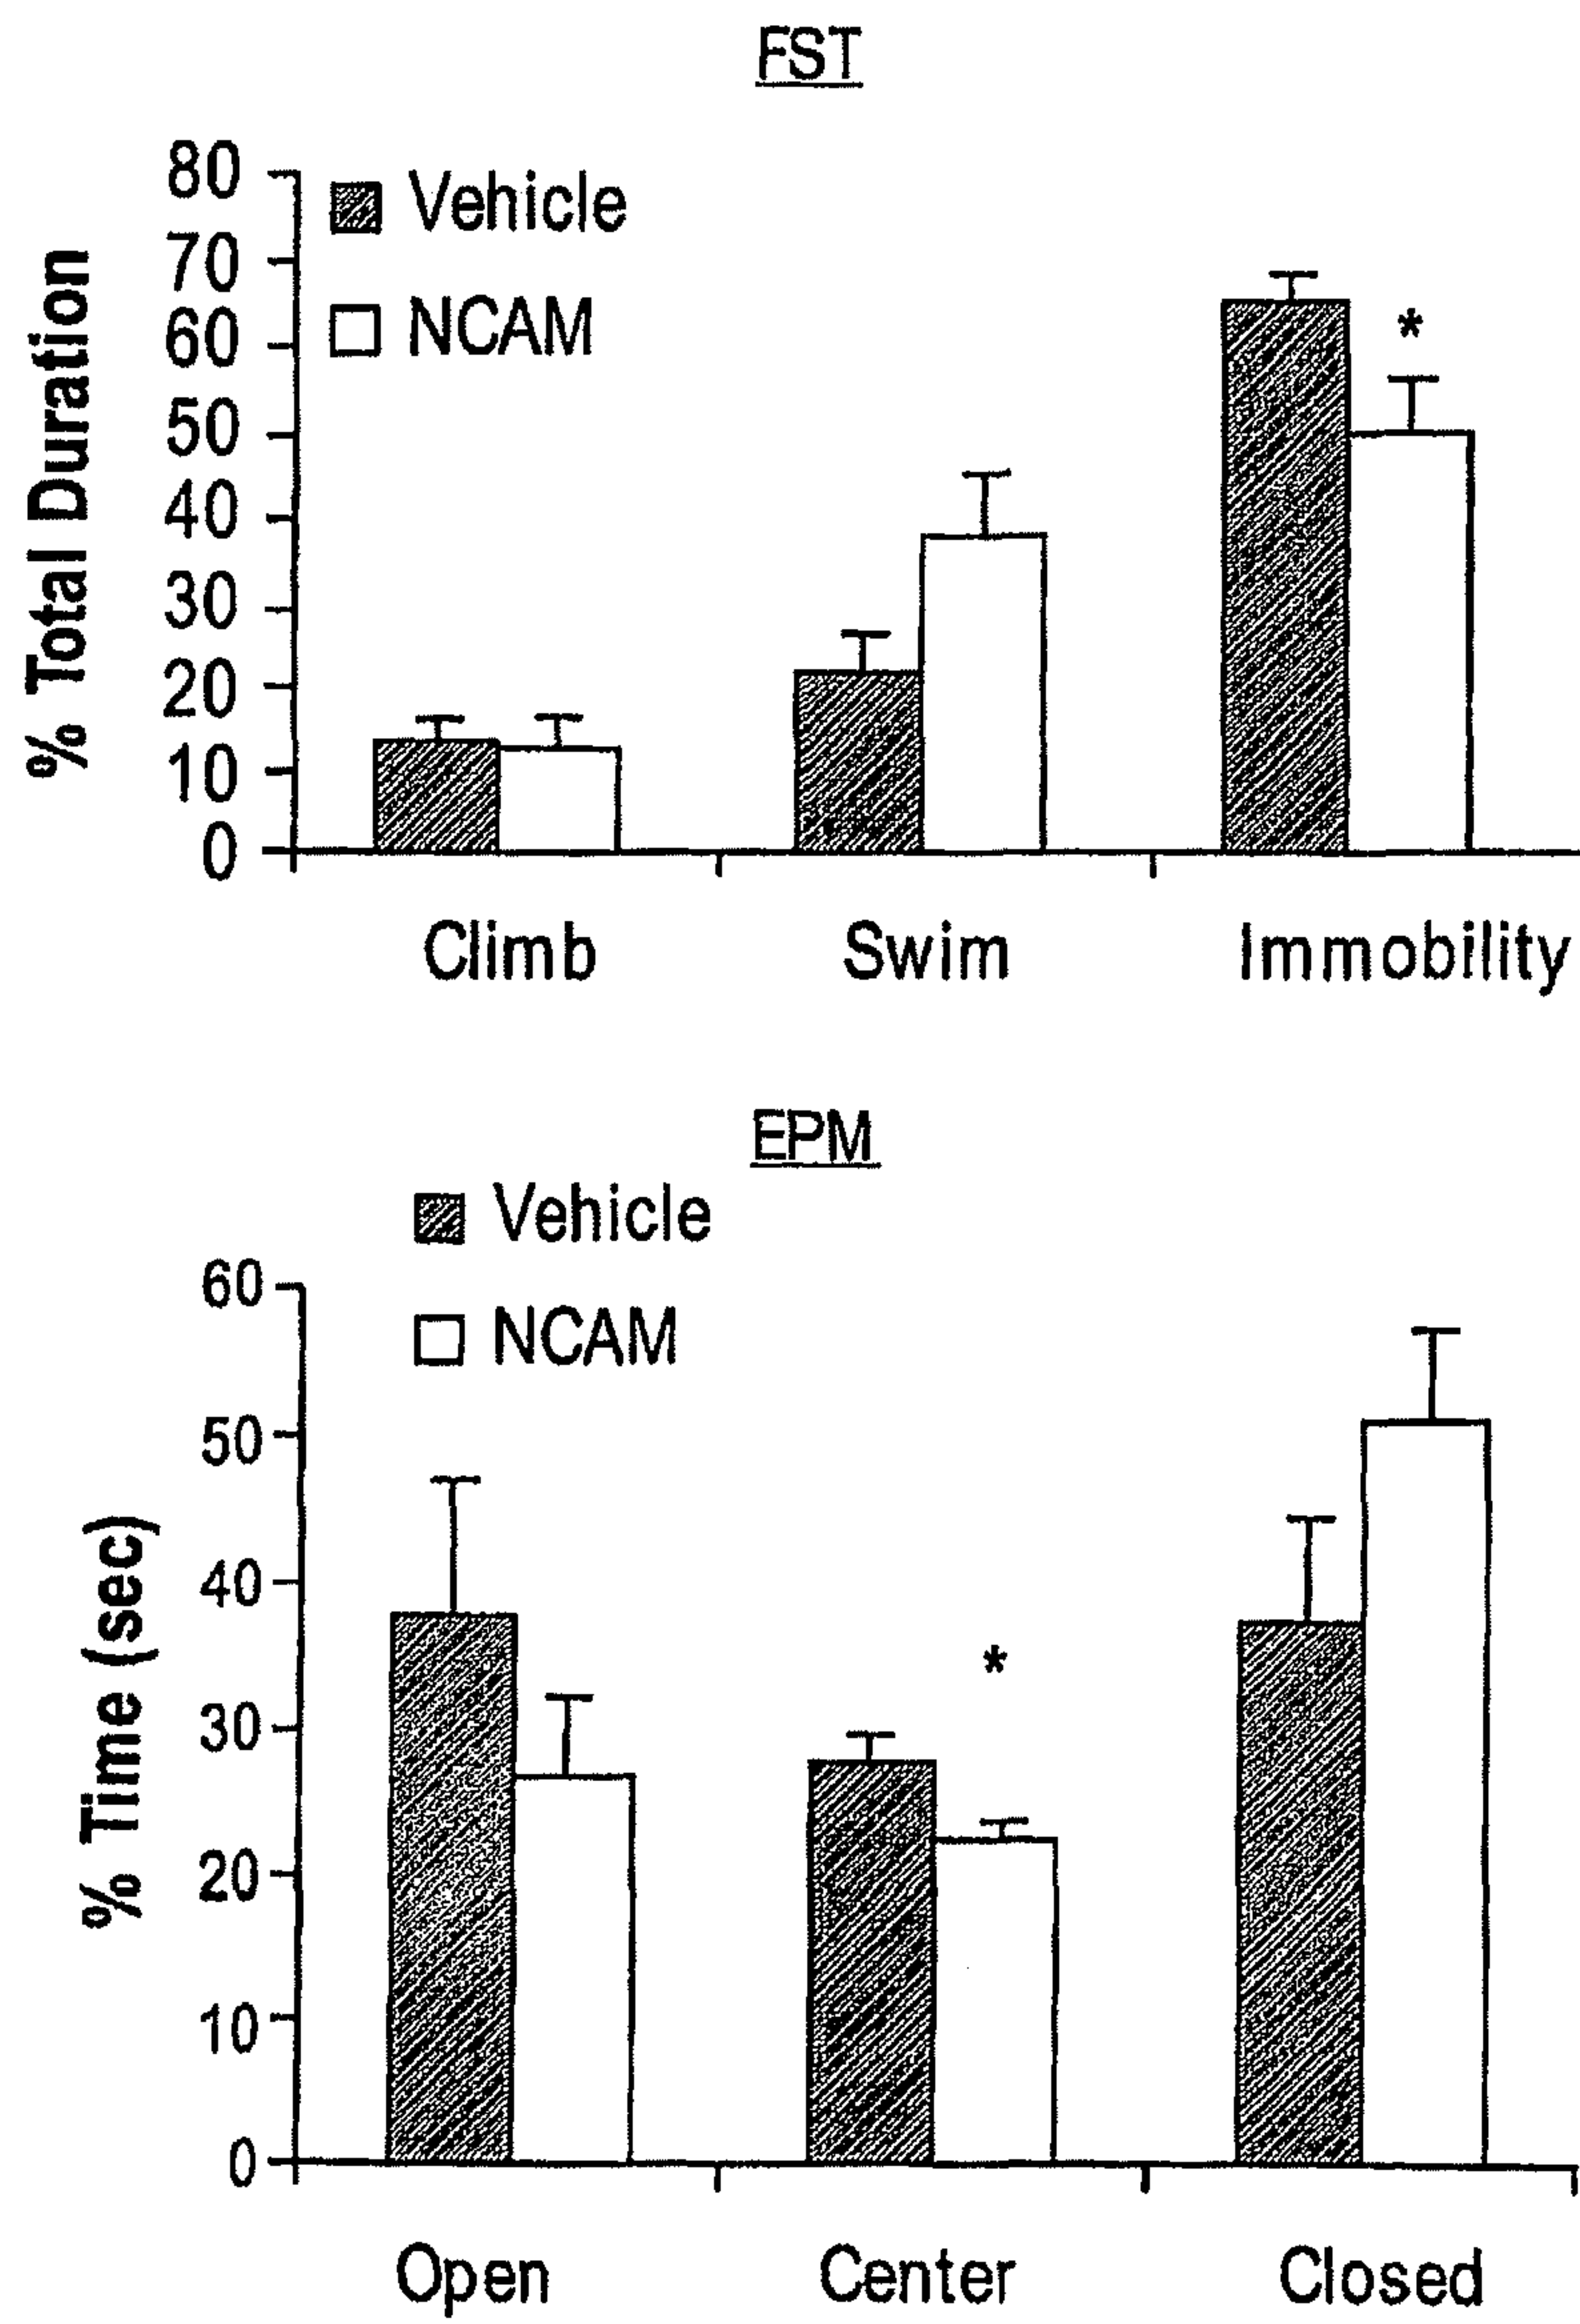 FST
80
70
60
50
40
30
20
10
0
% Total Duration
Vehicle
NCAM
*
Climb Swim Immobility
EPM
Vehicle
NCAM
60
50
40
30
20
10
0
% Time (sec)
*
Open Center Closed